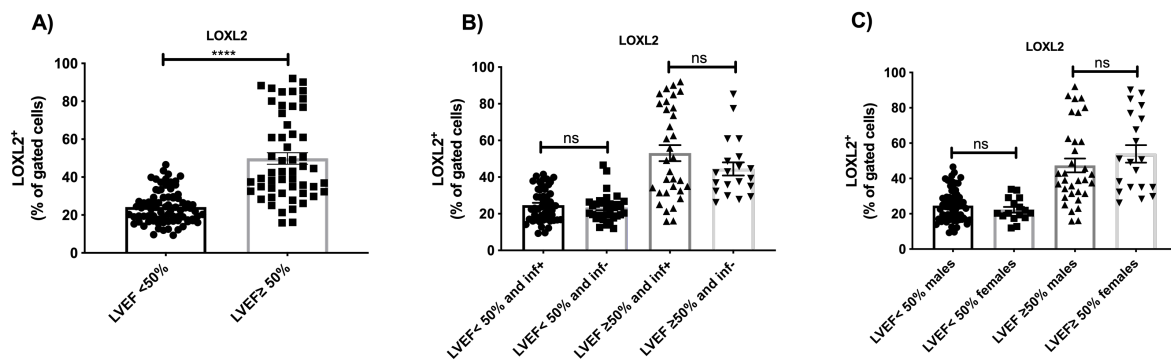 A)
LOXL2
****
LOXL2+
(% of gated cells)
100
80
60
40
20
0
LVEF <50%
LVEF≥ 50%
B)
LOXL2
ns
ns
LOXL2+
(% of gated cells)
100
80
60
40
20
0
LVEF< 50% and inf+
LVEF< 50% and inf-
LVEF ≥50% and inf+
LVEF ≥50% and inf-
C)
LOXL2
ns
ns
LOXL2+
(% of gated cells)
100
80
60
40
20
0
LVEF< 50% males
LVEF< 50% females
LVEF ≥50% males
LVEF≥ 50% females